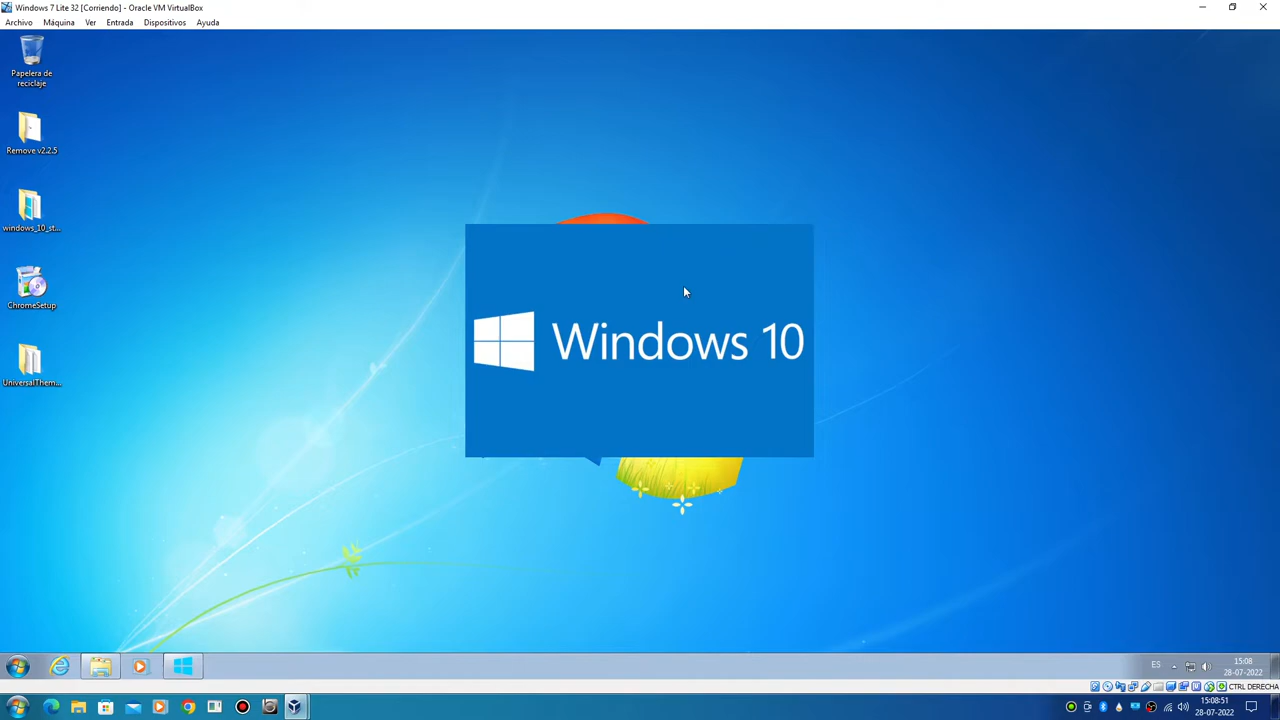 Windows 7 Lite 32 [Corriendo] - Oracle VM VirtualBox
Archivo Máquina Ver Entrada Dispositivos Ayuda
Papelera de
reciclaje
Remove v2.2.5
windows_10_st...
ChromeSetup
UniversalThem...
Windows 10
ES
15:08
28-07-2022
CTRL DERECHA
15:08:51
28-07-2022